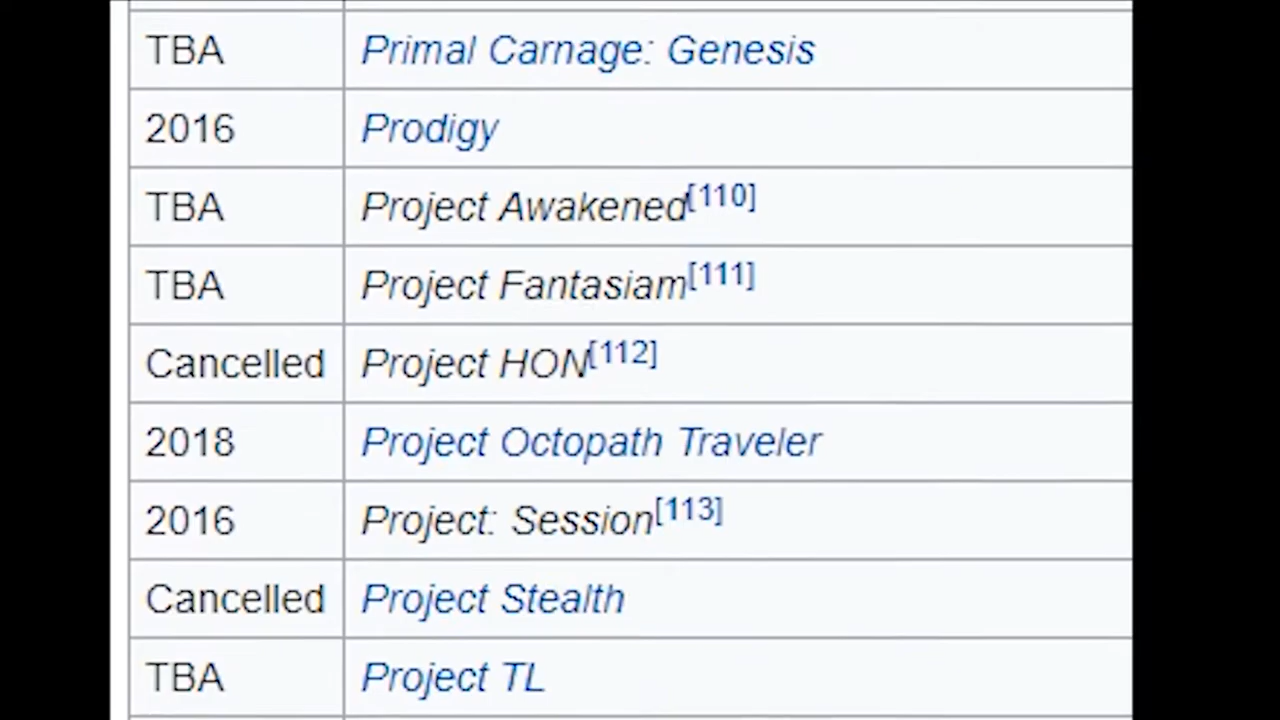 TBA Primal Carnage: Genesis
2016 Prodigy
TBA Project Awakened[110]
TBA Project Fantasiam[111]
Cancelled Project HON[112]
2018 Project Octopath Traveler
2016 Project: Session[113]
Cancelled Project Stealth
TBA Project TL